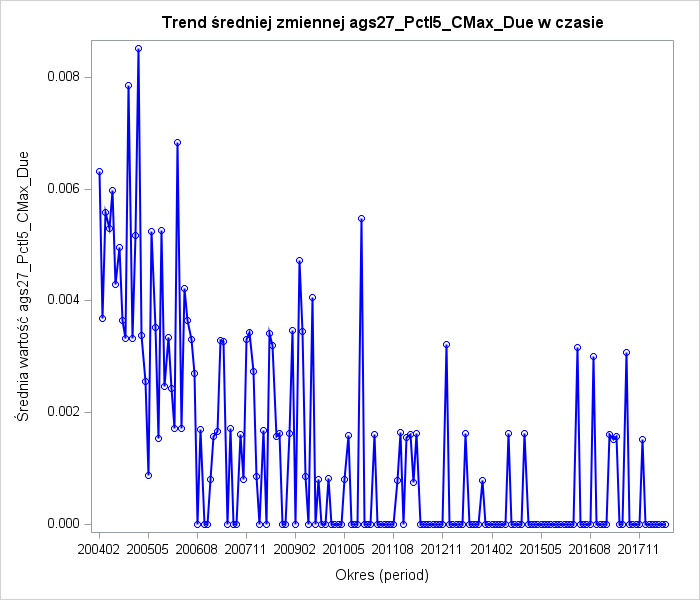 Trend średniej zmiennej ags27_Pctl5_CMax_Due w czasie
Średnia wartość ags27_Pctl5_CMax_Due
0.008
0.006
0.004
0.002
0.000
200402 200505 200608 200711 200902 201005 201108 201211 201402 201505 201608 201711
Okres (period)